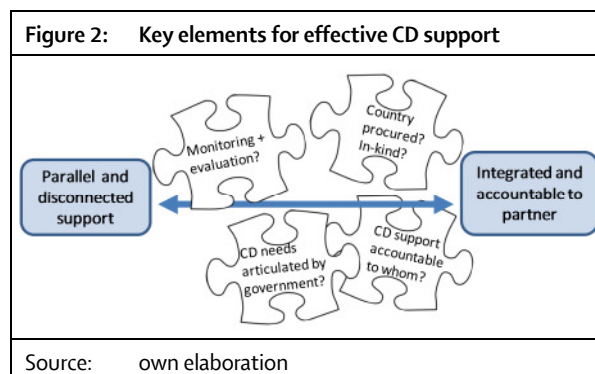 Figure 2: Key elements for effective CD support
Monitoring +
evaluation?
Country
procured?
In-kind?
Parallel and
disconnected
support
Integrated and
accountable to
partner
CD needs
articulated by
government?
CD support
accountable
to whom?
Source: own elaboration